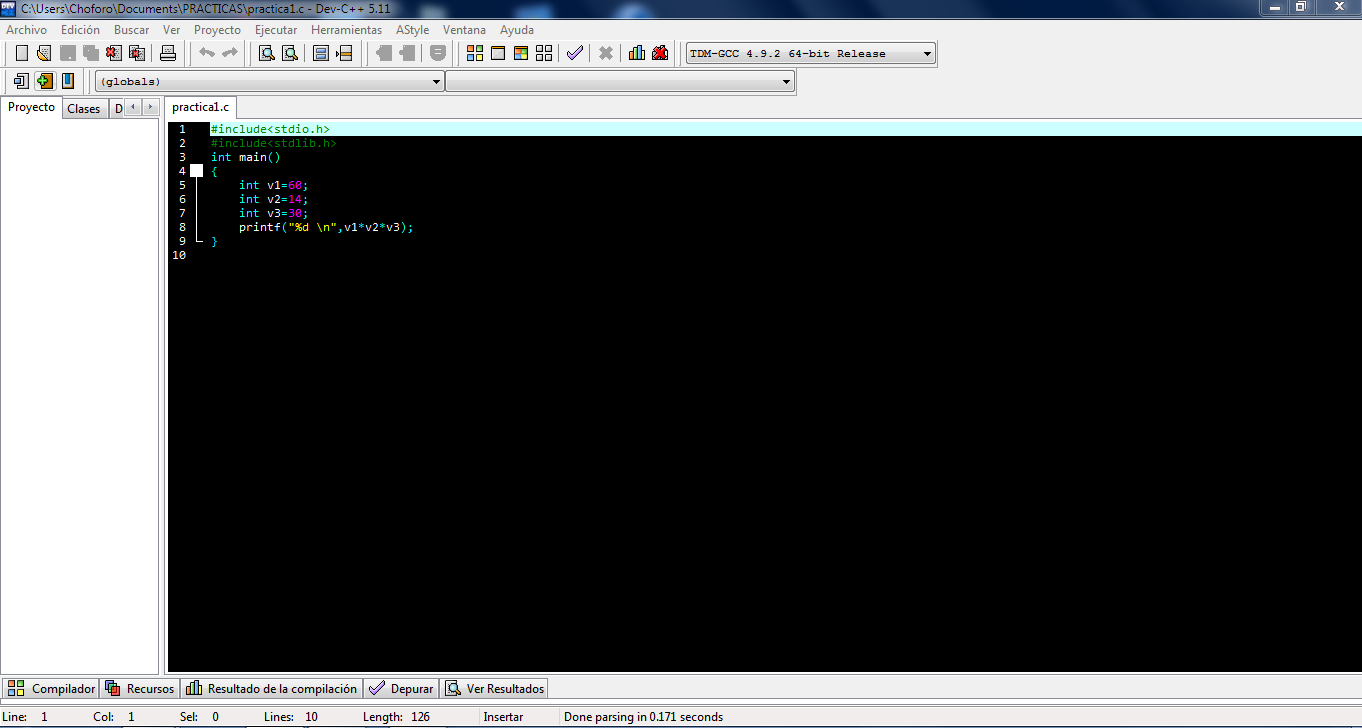 C:\Users\Choforo\Documents\PRACTICAS\practica1.c - Dev-C++ 5.11
Archivo Edición Buscar Ver Proyecto Ejecutar Herramientas AStyle Ventana Ayuda
TDM-GCC 4.9.2 64-bit Release
(globals)
Proyecto Clases D practica1.c
1 #include<stdio.h>
2 #include<stdlib.h>
3 int main()
4 {
5 int v1=60;
6 int v2=14;
7 int v3=30;
8 printf("%d \n",v1*v2*v3);
9 }
10
Compilador Recursos Resultado de la compilación Depurar Ver Resultados
Line: 1 Col: 1 Sel: 0 Lines: 10 Length: 126 Insertar Done parsing in 0.171 seconds